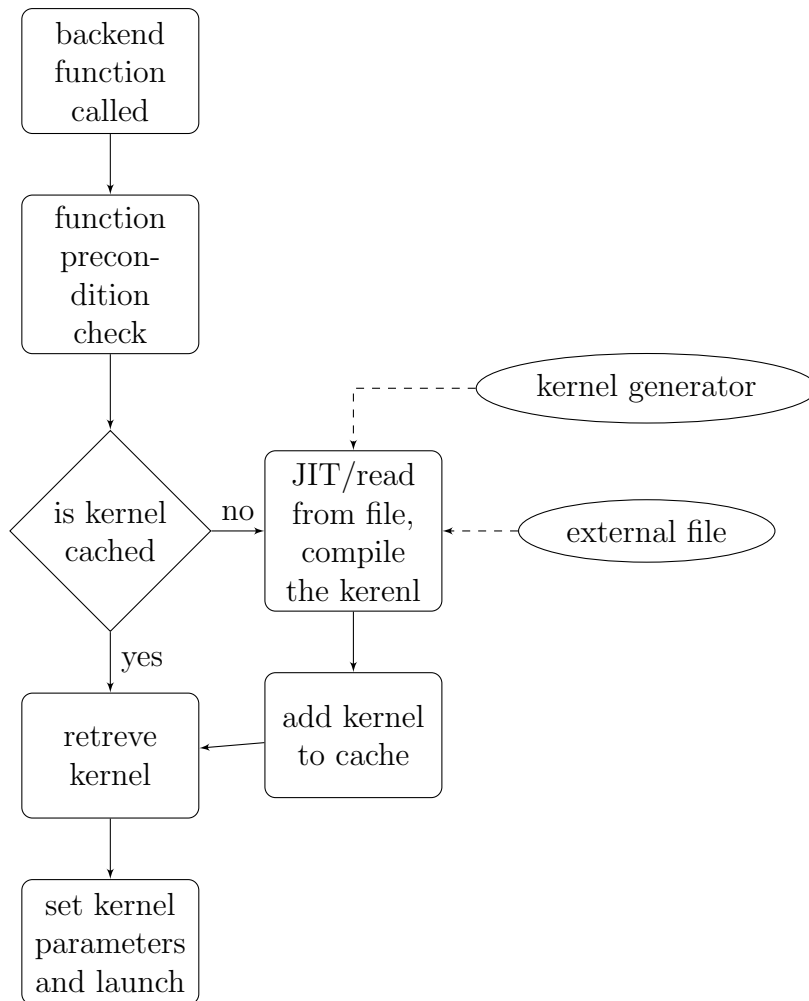 backend
function
called
function
precon-
dition
check
kernel generator
is kernel
cached
no
JIT/read
from file,
compile
the kerenl
external file
yes
add kernel
to cache
retreve
kernel
set kernel
parameters
and launch